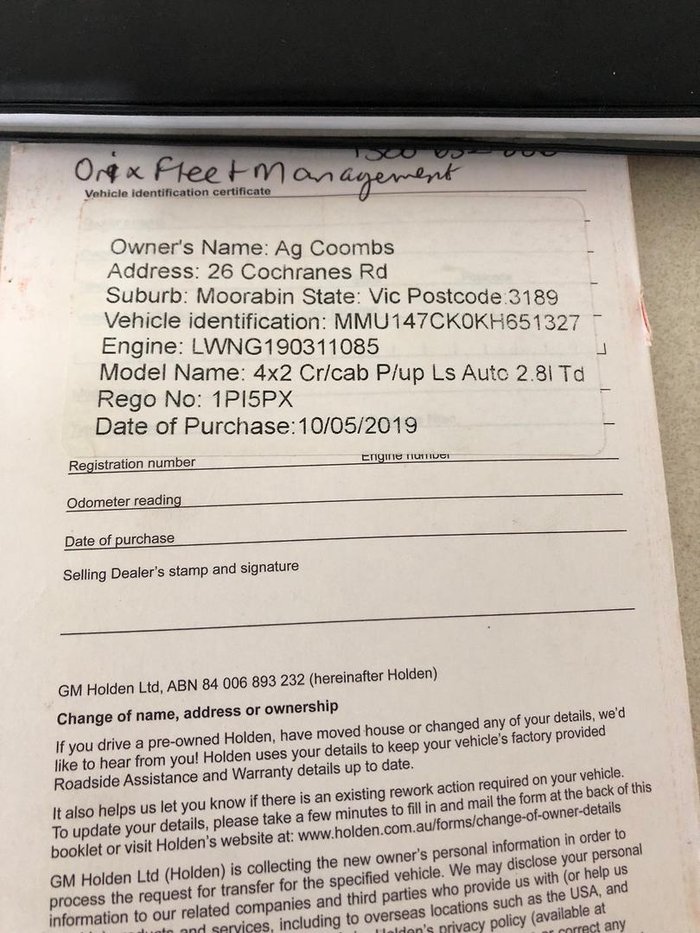 Orix Fleet Management
Vehicle identification certificate
Owner's Name: Ag Coombs
Address: 26 Cochranes Rd
Suburb: Moorabin State: Vic Postcode:3189
Vehicle identification: MMU147CK0KH651327
Engine: LWNG190311085
Model Name: 4x2 Cr/cab P/up Ls Auto 2.8l Td
Rego No: 1PI5PX
Date of Purchase:10/05/2019
Registration number Engine number
Odometer reading
Date of purchase
Selling Dealer's stamp and signature
GM Holden Ltd, ABN 84 006 893 232 (hereinafter Holden)
Change of name, address or ownership
If you drive a pre-owned Holden, have moved house or changed any of your details, we'd
like to hear from you! Holden uses your details to keep your vehicle's factory provided
Roadside Assistance and Warranty details up to date.
It also helps us let you know if there is an existing rework action required on your vehicle.
To update your details, please take a few minutes to fill in and mail the form at the back of this
booklet or visit Holden's website at: www.holden.com.au/forms/change-of-owner-details
GM Holden Ltd (Holden) is collecting the new owner's personal information in order to
process the request for transfer for the specified vehicle. We may disclose your personal
information to our related companies and third parties who provide us with (or help us
and services, including to overseas locations such as the USA, and
Holden's privacy policy (available at
correct any